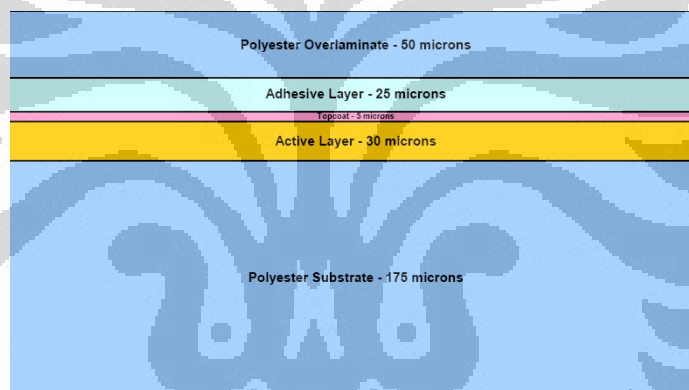 Polyester Overlaminate - 50 microns
Adhesive Layer - 25 microns
Topcoat - 5 microns
Active Layer - 30 microns
Polyester Substrate - 175 microns